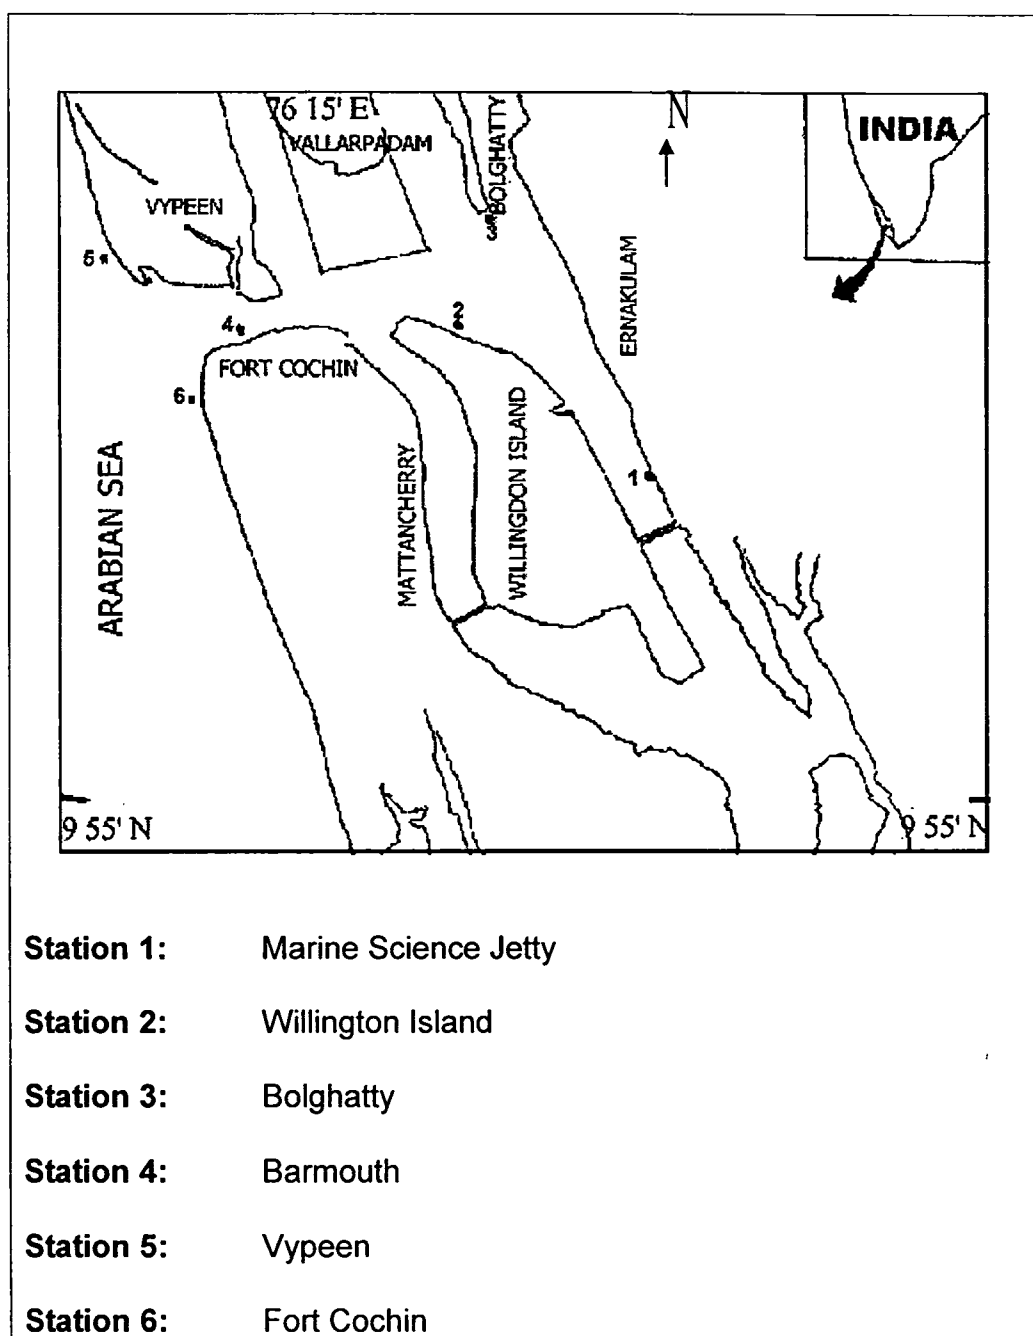 76 15' E
N
INDIA
VALLARPADAM
BOLGHATTY
VYPEEN
3
5
ERNAKULAM
2
4
FORT COCHIN
6
ARABIAN SEA
MATTANCHERRY
WILLINGDON ISLAND
1
9 55' N
9 55' N
Station 1: Marine Science Jetty
Station 2: Willington Island
Station 3: Bolghatty
Station 4: Barmouth
Station 5: Vypeen
Station 6: Fort Cochin